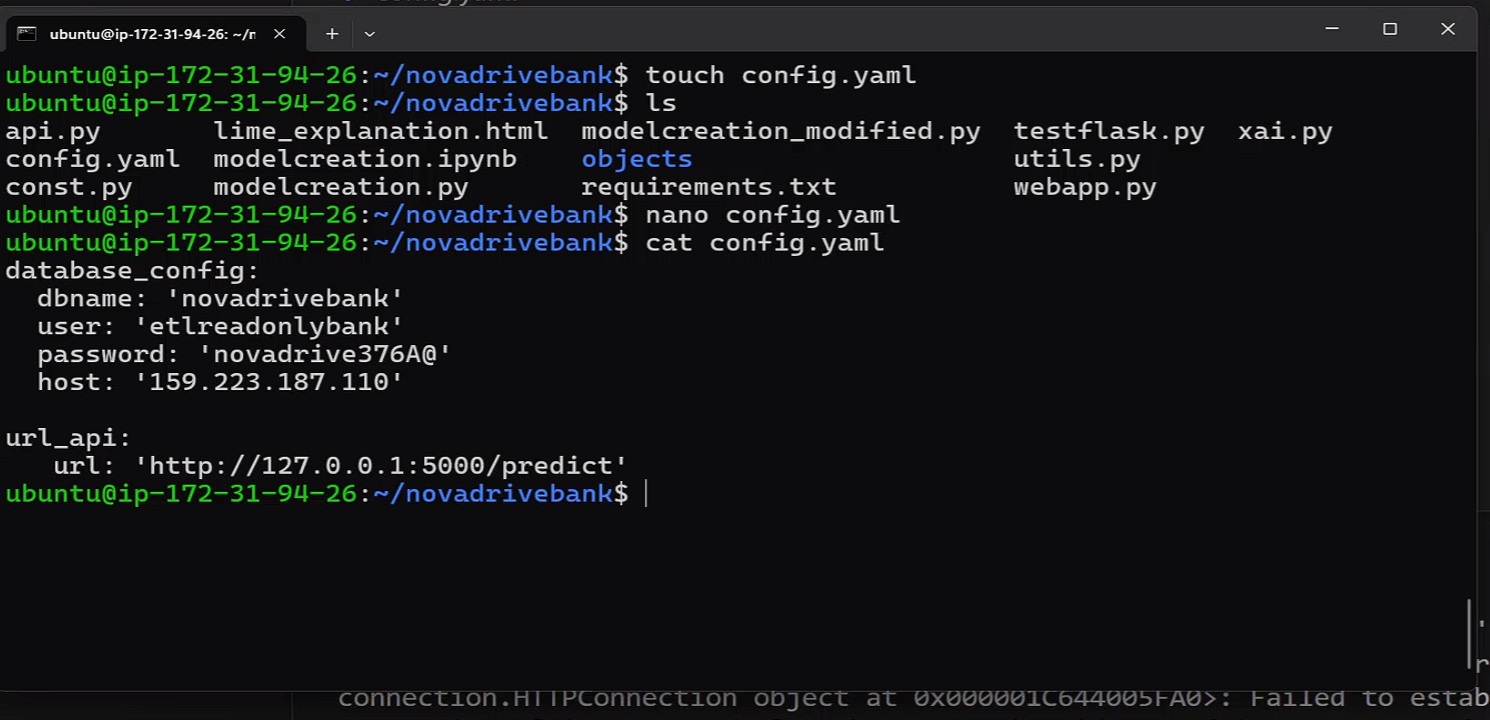 config.yaml
ubuntu@ip-172-31-94-26: ~/n
ubuntu@ip-172-31-94-26:~/novadrivebank$ touch config.yaml
ubuntu@ip-172-31-94-26:~/novadrivebank$ ls
api.py lime_explanation.html modelcreation_modified.py testflask.py xai.py
config.yaml modelcreation.ipynb objects utils.py
const.py modelcreation.py requirements.txt webapp.py
ubuntu@ip-172-31-94-26:~/novadrivebank$ nano config.yaml
ubuntu@ip-172-31-94-26:~/novadrivebank$ cat config.yaml
database_config:
  dbname: 'novadrivebank'
  user: 'etlreadonlybank'
  password: 'novadrive376A@'
  host: '159.223.187.110'
url_api:
   url: 'http://127.0.0.1:5000/predict'
ubuntu@ip-172-31-94-26:~/novadrivebank$
connection.HTTPConnection object at 0x000001C644005FA0>: Failed to estab